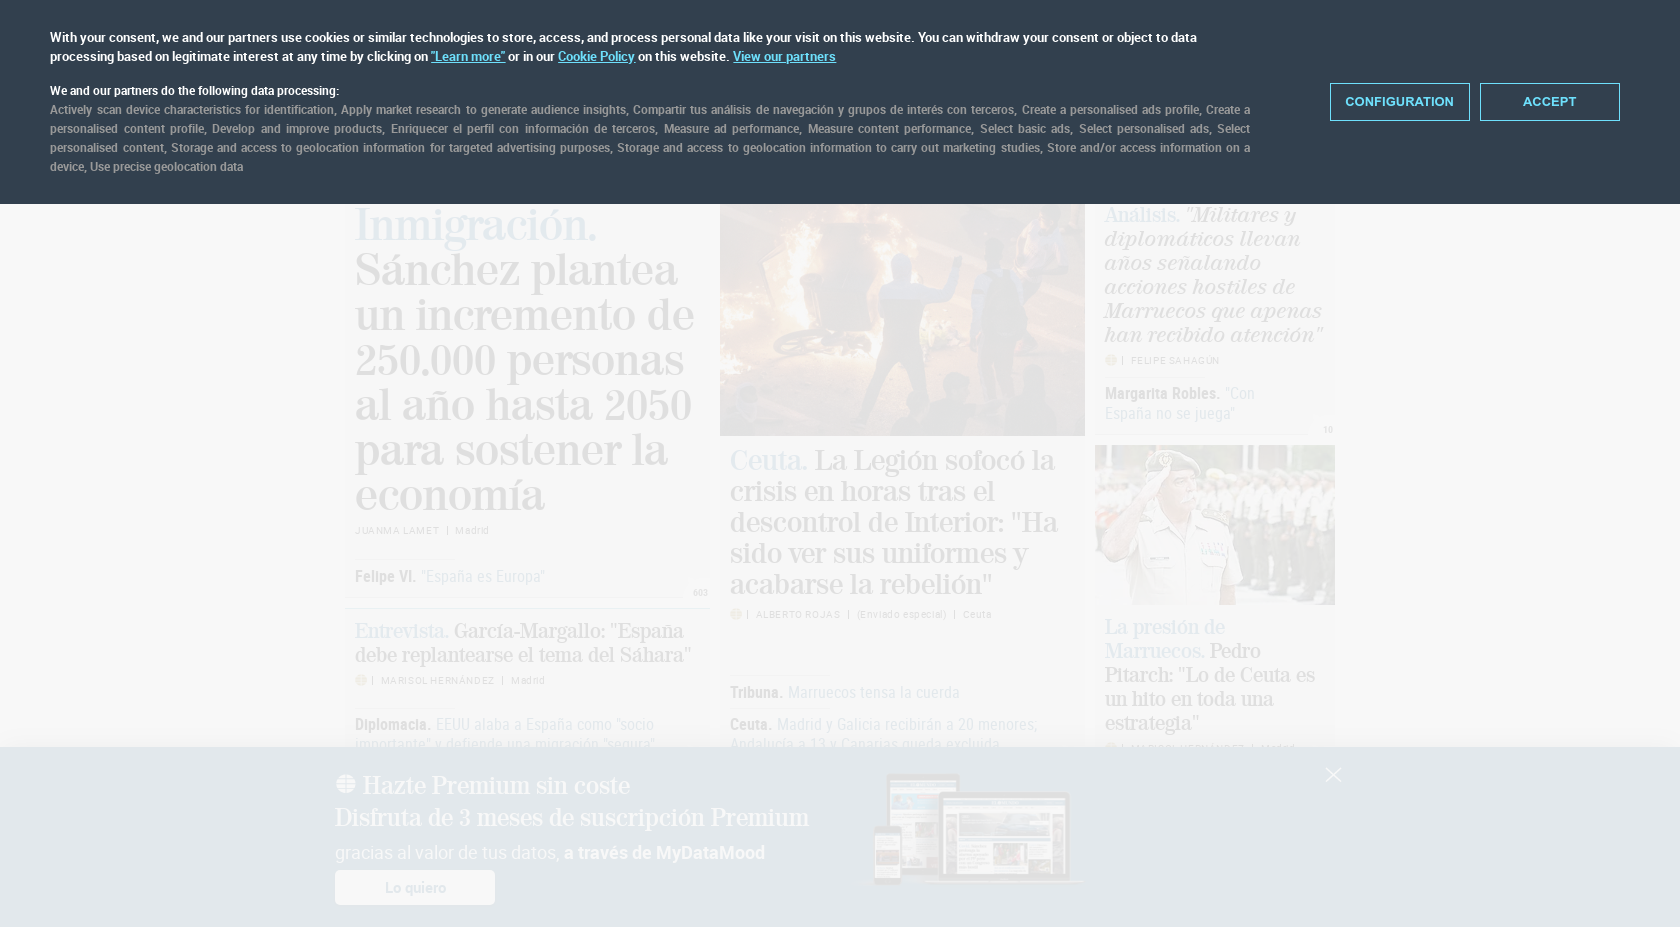 With your consent, we and our partners use cookies or similar technologies to store, access, and process personal data like your visit on this website. You can withdraw your consent or object to data
processing based on legitimate interest at any time by clicking on "Learn more" or in our Cookie Policy on this website. View our partners
We and our partners do the following data processing:
Actively scan device characteristics for identification, Apply market research to generate audience insights, Compartir tus análisis de navegación y grupos de interés con terceros, Create a personalised ads profile, Create a
personalised content profile, Develop and improve products, Enriquecer el perfil con información de terceros, Measure ad performance, Measure content performance, Select basic ads, Select personalised ads, Select
personalised content, Storage and access to geolocation information for targeted advertising purposes, Storage and access to geolocation information to carry out marketing studies, Store and/or access information on a
device, Use precise geolocation data
CONFIGURATION
ACCEPT
Inmigración.
Sánchez plantea
un incremento de
250.000 personas
al año hasta 2050
para sostener la
economía
JUANMA LAMET | Madrid
Felipe VI. "España es Europa"
Entrevista. García-Margallo: "España
debe replantearse el tema del Sáhara"
| MARISOL HERNÁNDEZ | Madrid
Diplomacia. EEUU alaba a España como "socio
importante" y defiende una migración "segura"
Ceuta. La Legión sofocó la
crisis en horas tras el
descontrol de Interior: "Ha
sido ver sus uniformes y
acabarse la rebelión"
| ALBERTO ROJAS | (Enviado especial) | Ceuta
Tribuna. Marruecos tensa la cuerda
Ceuta. Madrid y Galicia recibirán a 20 menores;
Andalucía a 13 y Canarias queda excluida
Análisis. "Militares y
diplomáticos llevan
años señalando
acciones hostiles de
Marruecos que apenas
han recibido atención"
| FELIPE SAHAGÚN
Margarita Robles. "Con
España no se juega"
10
La presión de
Marruecos. Pedro
Pitarch: "Lo de Ceuta es
un hito en toda una
estrategia"
Hazte Premium sin coste
Disfruta de 3 meses de suscripción Premium
gracias al valor de tus datos, a través de MyDataMood
Lo quiero